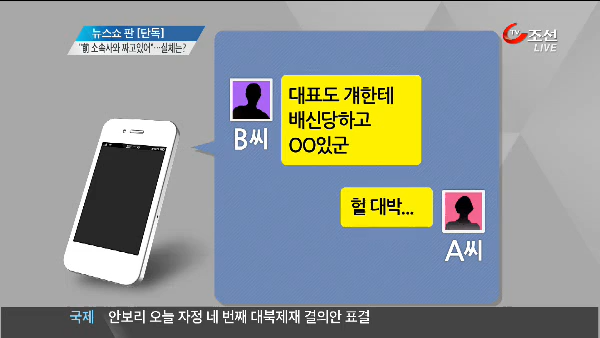 뉴스쇼 판 [단독]
"前 소속사와 짜고있어"…실체는?
TV조선
LIVE
대표도 걔한테
배신당하고
OO있군
B씨
헐 대박...
A씨
국제 안보리 오늘 자정 네 번째 대북제재 결의안 표결